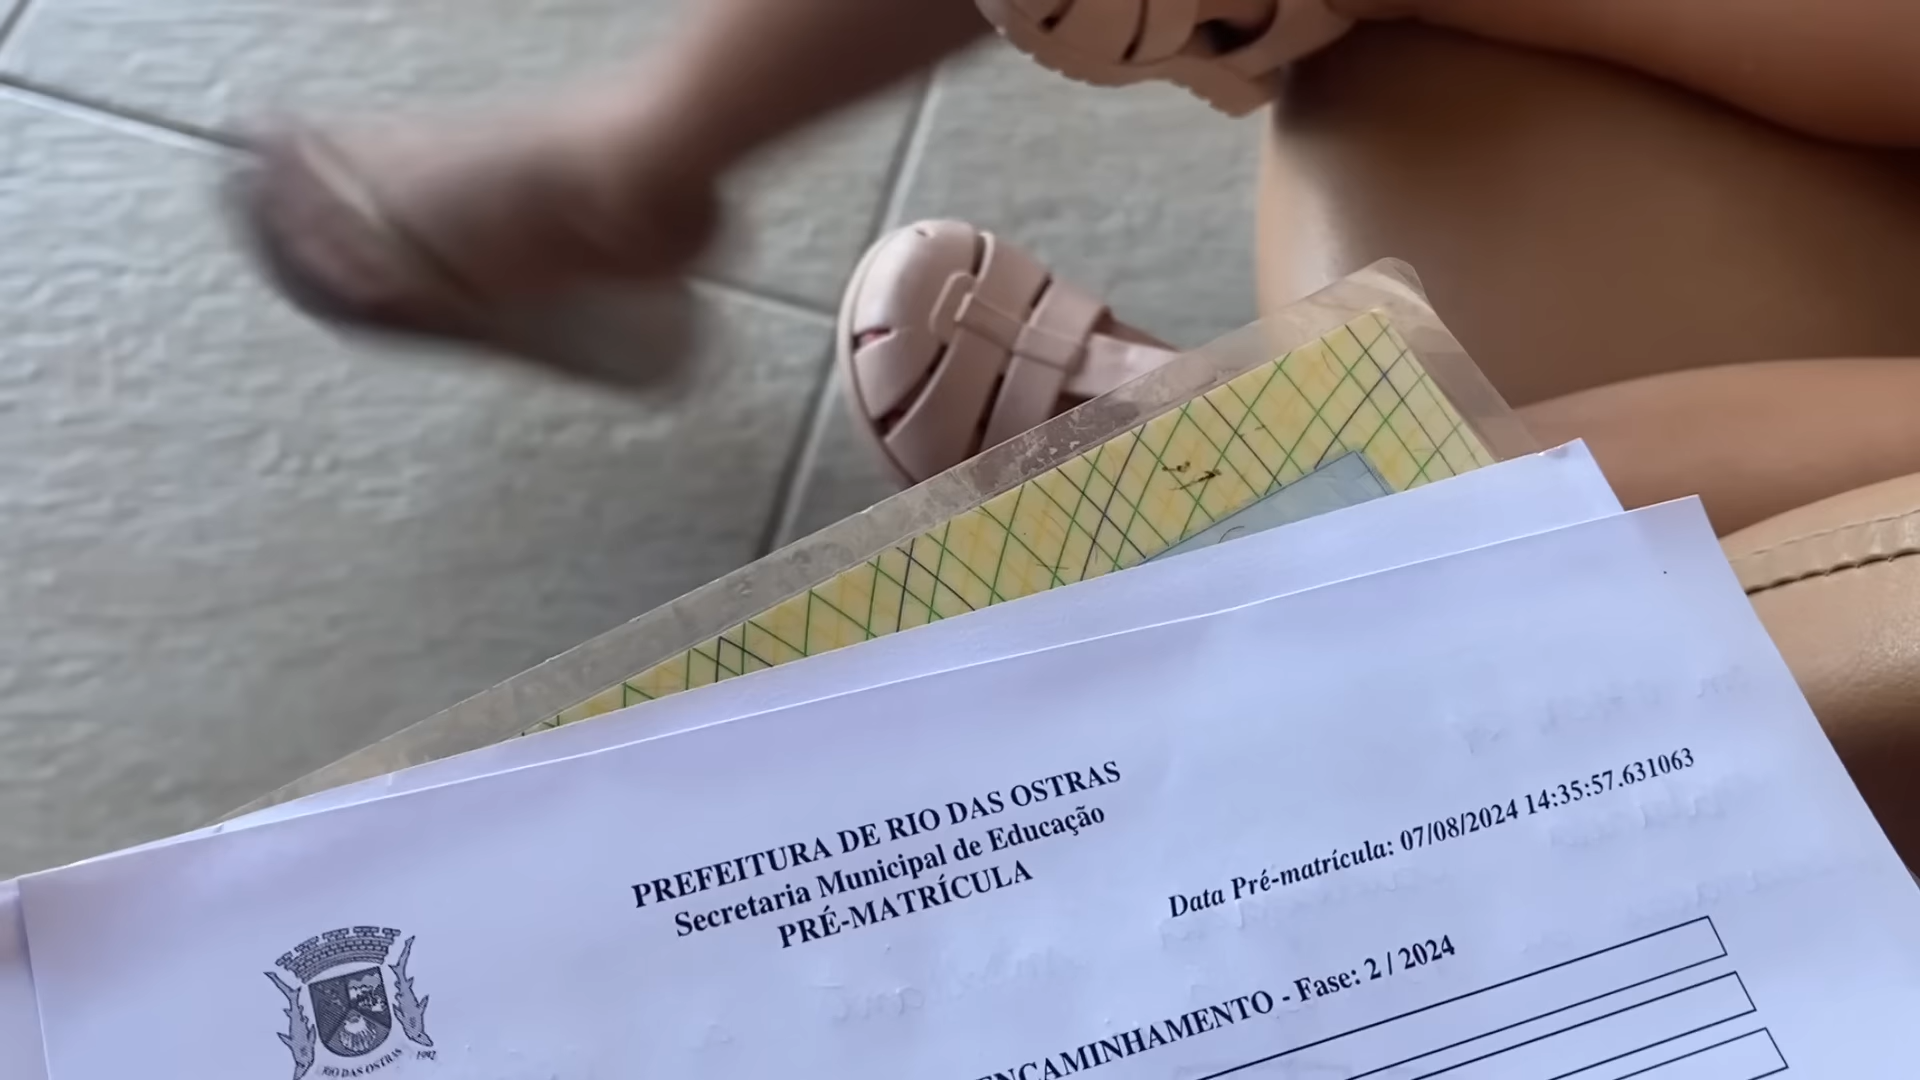 PREFEITURA DE RIO DAS OSTRAS
Secretaria Municipal de Educação
PRÉ-MATRÍCULA
Data Pré-matrícula: 07/08/2024 14:35:57.631063
ENCAMINHAMENTO - Fase: 2 / 2024
RIO DAS OSTRAS 1992